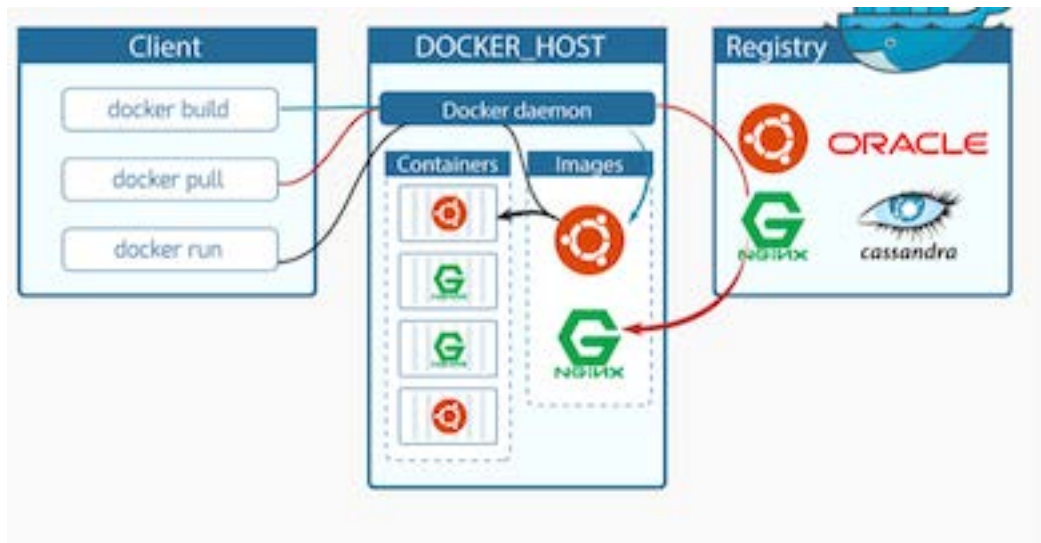 Client
docker build
docker pull
docker run
DOCKER_HOST
Docker daemon
Containers
Images
NGINX
Registry
ORACLE
NGINX
cassandra